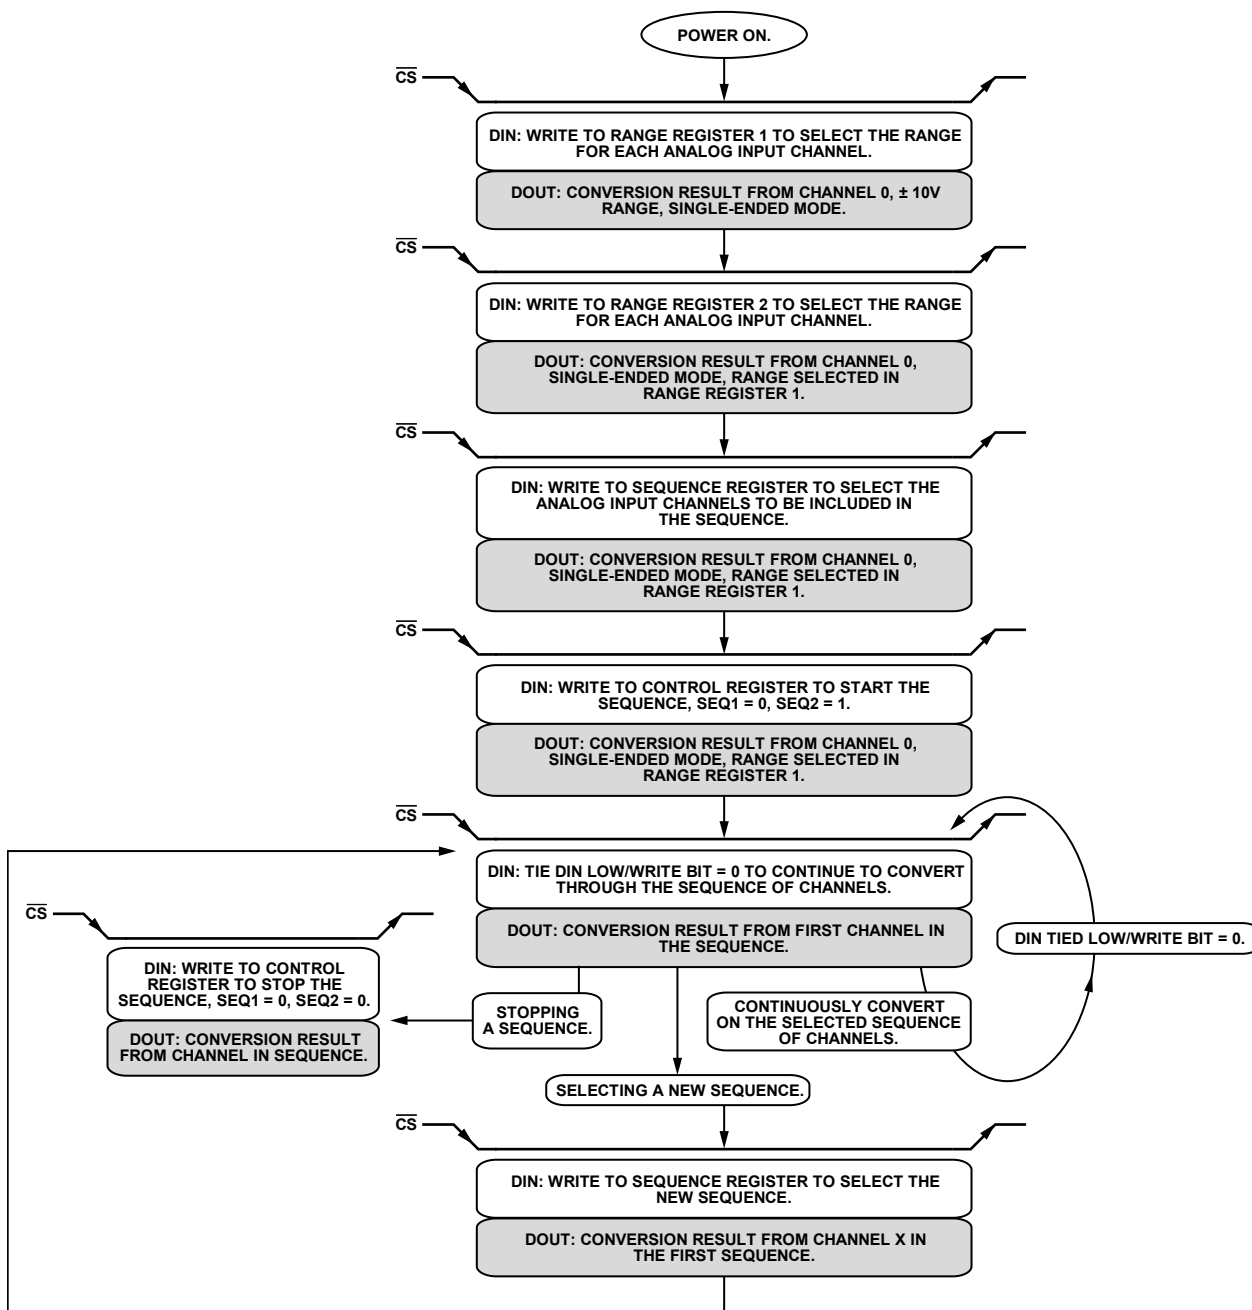 POWER ON.
CS
DIN: WRITE TO RANGE REGISTER 1 TO SELECT THE RANGE
FOR EACH ANALOG INPUT CHANNEL.
DOUT: CONVERSION RESULT FROM CHANNEL 0, ± 10V
RANGE, SINGLE-ENDED MODE.
CS
DIN: WRITE TO RANGE REGISTER 2 TO SELECT THE RANGE
FOR EACH ANALOG INPUT CHANNEL.
DOUT: CONVERSION RESULT FROM CHANNEL 0,
SINGLE-ENDED MODE, RANGE SELECTED IN
RANGE REGISTER 1.
CS
DIN: WRITE TO SEQUENCE REGISTER TO SELECT THE
ANALOG INPUT CHANNELS TO BE INCLUDED IN
THE SEQUENCE.
DOUT: CONVERSION RESULT FROM CHANNEL 0,
SINGLE-ENDED MODE, RANGE SELECTED IN
RANGE REGISTER 1.
CS
DIN: WRITE TO CONTROL REGISTER TO START THE
SEQUENCE, SEQ1 = 0, SEQ2 = 1.
DOUT: CONVERSION RESULT FROM CHANNEL 0,
SINGLE-ENDED MODE, RANGE SELECTED IN
RANGE REGISTER 1.
CS
DIN: TIE DIN LOW/WRITE BIT = 0 TO CONTINUE TO CONVERT
THROUGH THE SEQUENCE OF CHANNELS.
DOUT: CONVERSION RESULT FROM FIRST CHANNEL IN
THE SEQUENCE.
DIN TIED LOW/WRITE BIT = 0.
CS
DIN: WRITE TO CONTROL
REGISTER TO STOP THE
SEQUENCE, SEQ1 = 0, SEQ2 = 0.
DOUT: CONVERSION RESULT
FROM CHANNEL IN SEQUENCE.
STOPPING
A SEQUENCE.
CONTINUOUSLY CONVERT
ON THE SELECTED SEQUENCE
OF CHANNELS.
SELECTING A NEW SEQUENCE.
CS
DIN: WRITE TO SEQUENCE REGISTER TO SELECT THE
NEW SEQUENCE.
DOUT: CONVERSION RESULT FROM CHANNEL X IN
THE FIRST SEQUENCE.